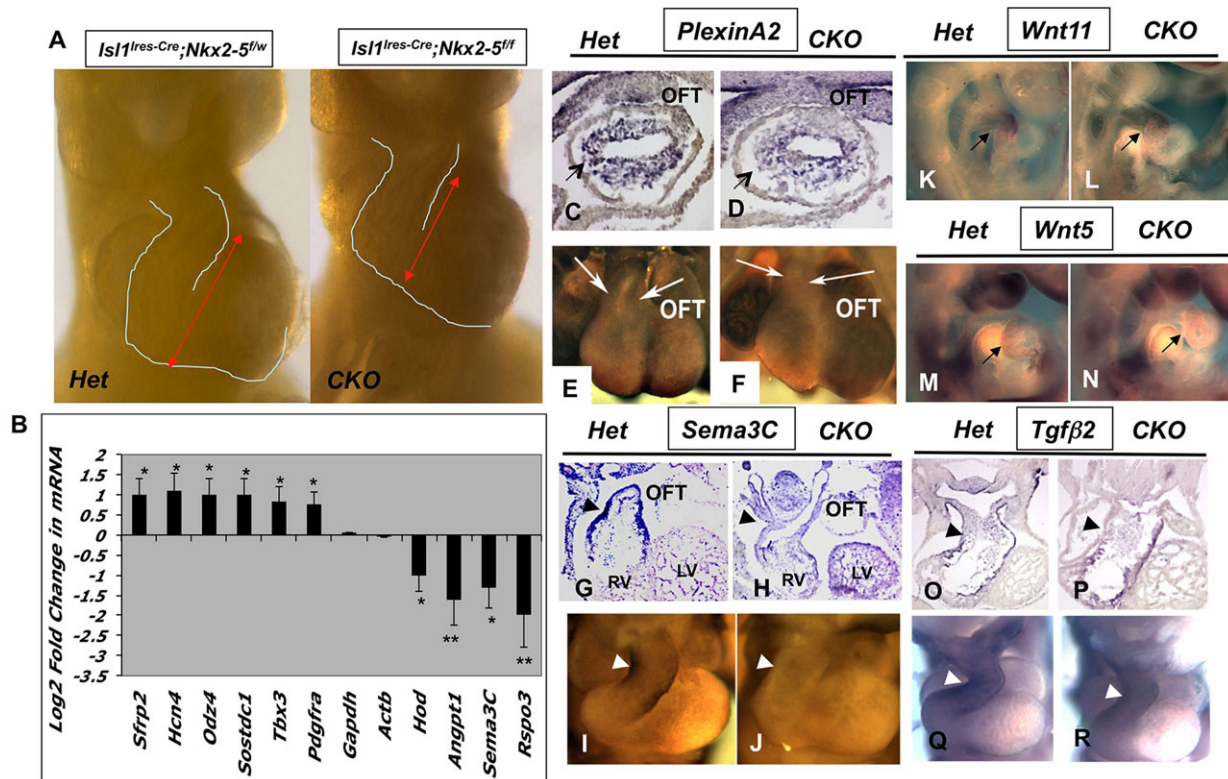 A
Isl1Ires-Cre;Nkx2-5f/w
Isl1Ires-Cre;Nkx2-5f/f
Het
CKO
B
Log2 Fold Change in mRNA
2
1.5
1
0.5
0
-0.5
-1
-1.5
-2
-2.5
-3
-3.5
* * * * * *
* ** * **
Sfrp2
Hcn4
Odz4
Sostdc1
Tbx3
Pdgfra
Gapdh
Actb
Hod
Angpt1
Sema3C
Rspo3
Het PlexinA2 CKO
OFT OFT
C D
OFT OFT
E F
Het Sema3C CKO
OFT OFT
G RV LV H RV LV
I J
Het Wnt11 CKO
K L
Het Wnt5 CKO
M N
Het Tgfβ2 CKO
O P
Q R